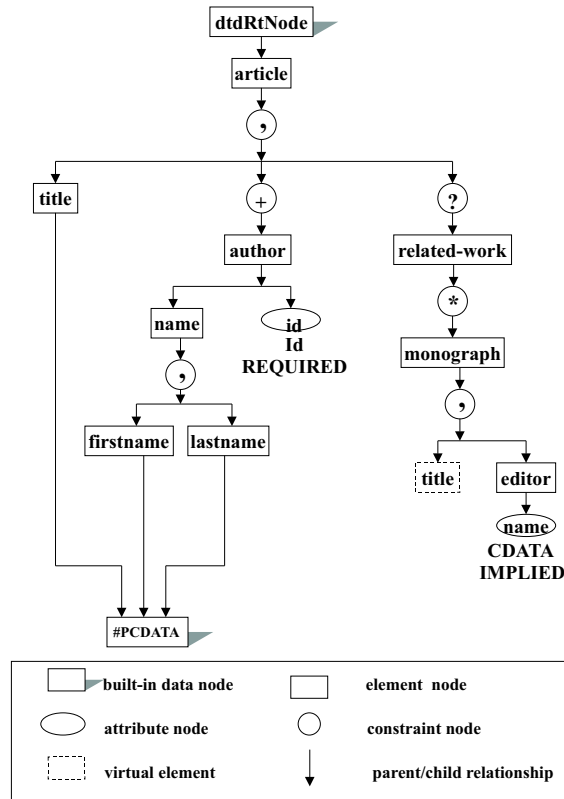 dtdRtNode
article
,
title
+
?
author
related-work
name
id
Id
REQUIRED
*
monograph
,
,
firstname
lastname
title
editor
name
CDATA
IMPLIED
#PCDATA
built-in data node
element node
attribute node
constraint node
virtual element
parent/child relationship